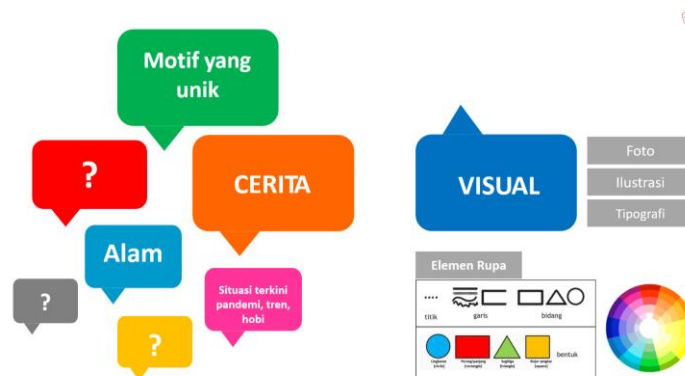 Motif yang
unik
?
CERITA
Alam
?
?
Situasi terkini
pandemi, tren,
hobi
VISUAL
Foto
Ilustrasi
Tipografi
Elemen Rupa
titik
garis
bidang
bentuk